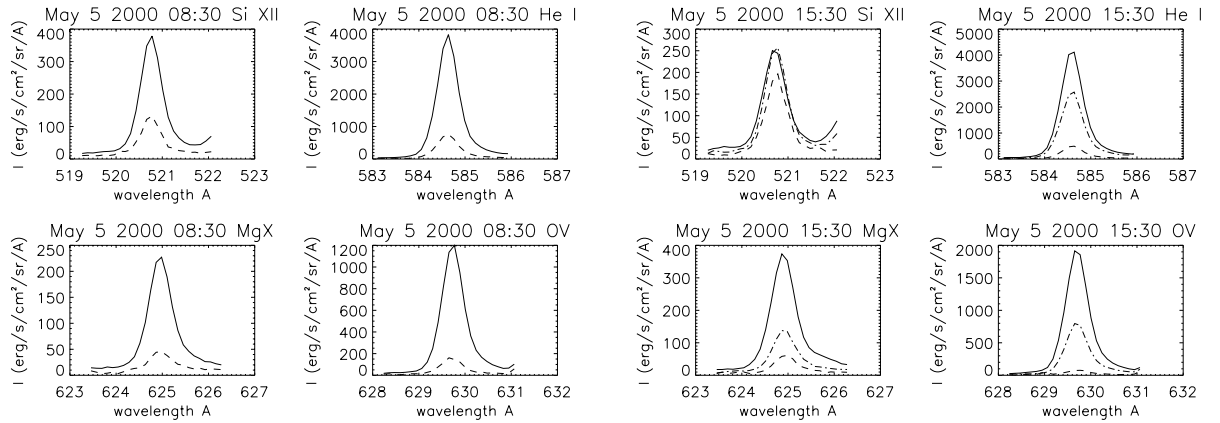 May 5 2000 08:30 Si XII
I (erg/s/cm²/sr/A)
400
300
200
100
0
519 520 521 522 523
wavelength A
May 5 2000 08:30 He I
I (erg/s/cm²/sr/A)
4000
3000
2000
1000
0
583 584 585 586 587
wavelength A
May 5 2000 15:30 Si XII
I (erg/s/cm²/sr/A)
300
250
200
150
100
50
0
519 520 521 522 523
wavelength A
May 5 2000 15:30 He I
I (erg/s/cm²/sr/A)
5000
4000
3000
2000
1000
0
583 584 585 586 587
wavelength A
May 5 2000 08:30 MgX
I (erg/s/cm²/sr/A)
250
200
150
100
50
0
623 624 625 626 627
wavelength A
May 5 2000 08:30 OV
I (erg/s/cm²/sr/A)
1200
1000
800
600
400
200
0
628 629 630 631 632
wavelength A
May 5 2000 15:30 MgX
I (erg/s/cm²/sr/A)
400
300
200
100
0
623 624 625 626 627
wavelength A
May 5 2000 15:30 OV
I (erg/s/cm²/sr/A)
2000
1500
1000
500
0
628 629 630 631 632
wavelength A